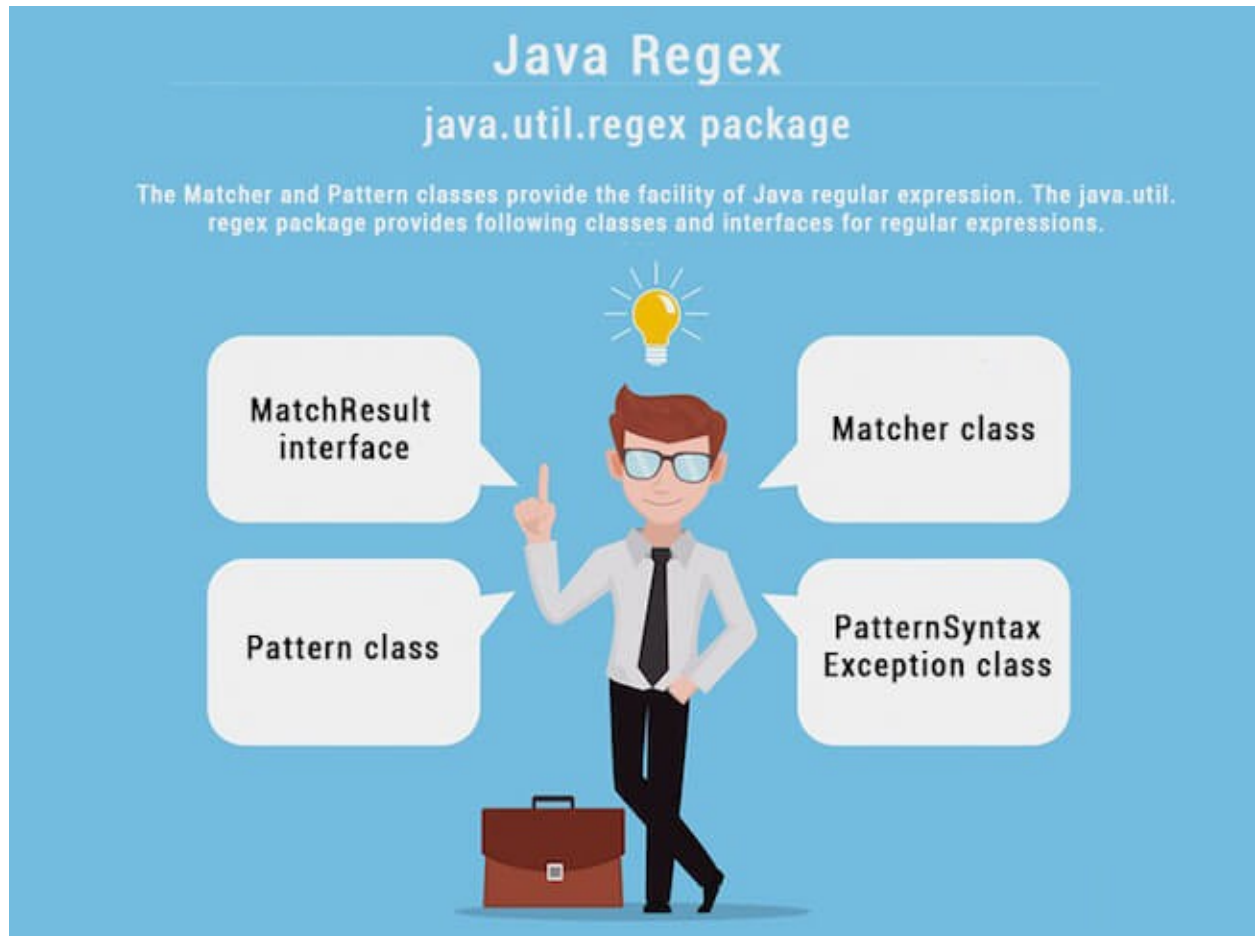 Java Regex
java.util.regex package
The Matcher and Pattern classes provide the facility of Java regular expression. The java.util.
regex package provides following classes and interfaces for regular expressions.
MatchResult
interface
Matcher class
Pattern class
PatternSyntax
Exception class